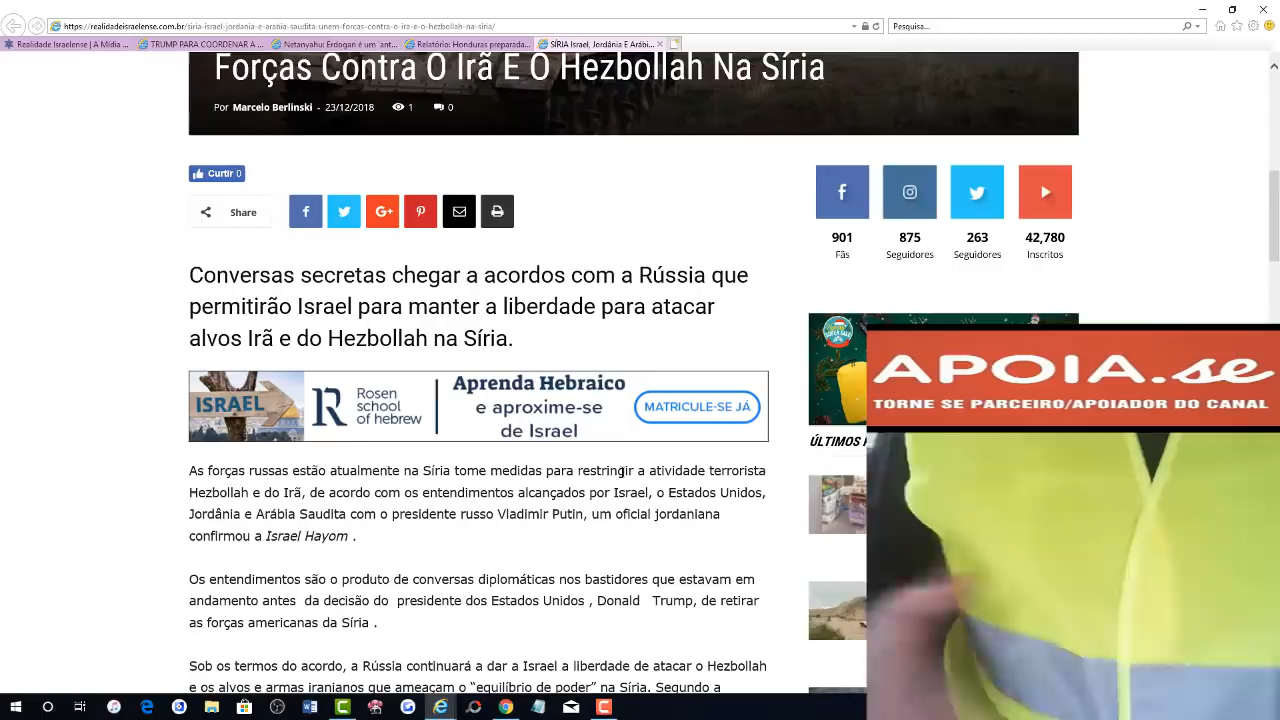 https://realidadeisraelense.com.br/siria-israel-jordania-e-arabia-saudita-unem-forcas-contra-o-ira-e-o-hezbollah-na-siria/
Pesquisa...
Realidade Israelense | A Mídia ...
TRUMP PARA COORDENAR A ...
Netanyahu: Erdogan é um 'ant...
Relatório: Honduras preparada...
SÍRIA Israel, Jordânia E Arábi...
Forças Contra O Irã E O Hezbollah Na Síria
Por Marcelo Berlinski - 23/12/2018 1 0
Curtir 0
Share
901
Fãs
875
Seguidores
263
Seguidores
42,780
Inscritos
Conversas secretas chegar a acordos com a Rússia que
permitirão Israel para manter a liberdade para atacar
alvos Irã e do Hezbollah na Síria.
ISRAEL
R
Rosen
school
of hebrew
Aprenda Hebraico
e aproxime-se
de Israel
MATRICULE-SE JÁ
APOIA.se
TORNE SE PARCEIRO/APOIADOR DO CANAL
ÚLTIMOS
As forças russas estão atualmente na Síria tome medidas para restringir a atividade terrorista
Hezbollah e do Irã, de acordo com os entendimentos alcançados por Israel, o Estados Unidos,
Jordânia e Arábia Saudita com o presidente russo Vladimir Putin, um oficial jordaniana
confirmou a Israel Hayom .
Os entendimentos são o produto de conversas diplomáticas nos bastidores que estavam em
andamento antes da decisão do presidente dos Estados Unidos , Donald Trump, de retirar
as forças americanas da Síria .
Sob os termos do acordo, a Rússia continuará a dar a Israel a liberdade de atacar o Hezbollah
e os alvos e armas iranianos que ameaçam o “equilíbrio de poder” na Síria. Segundo a